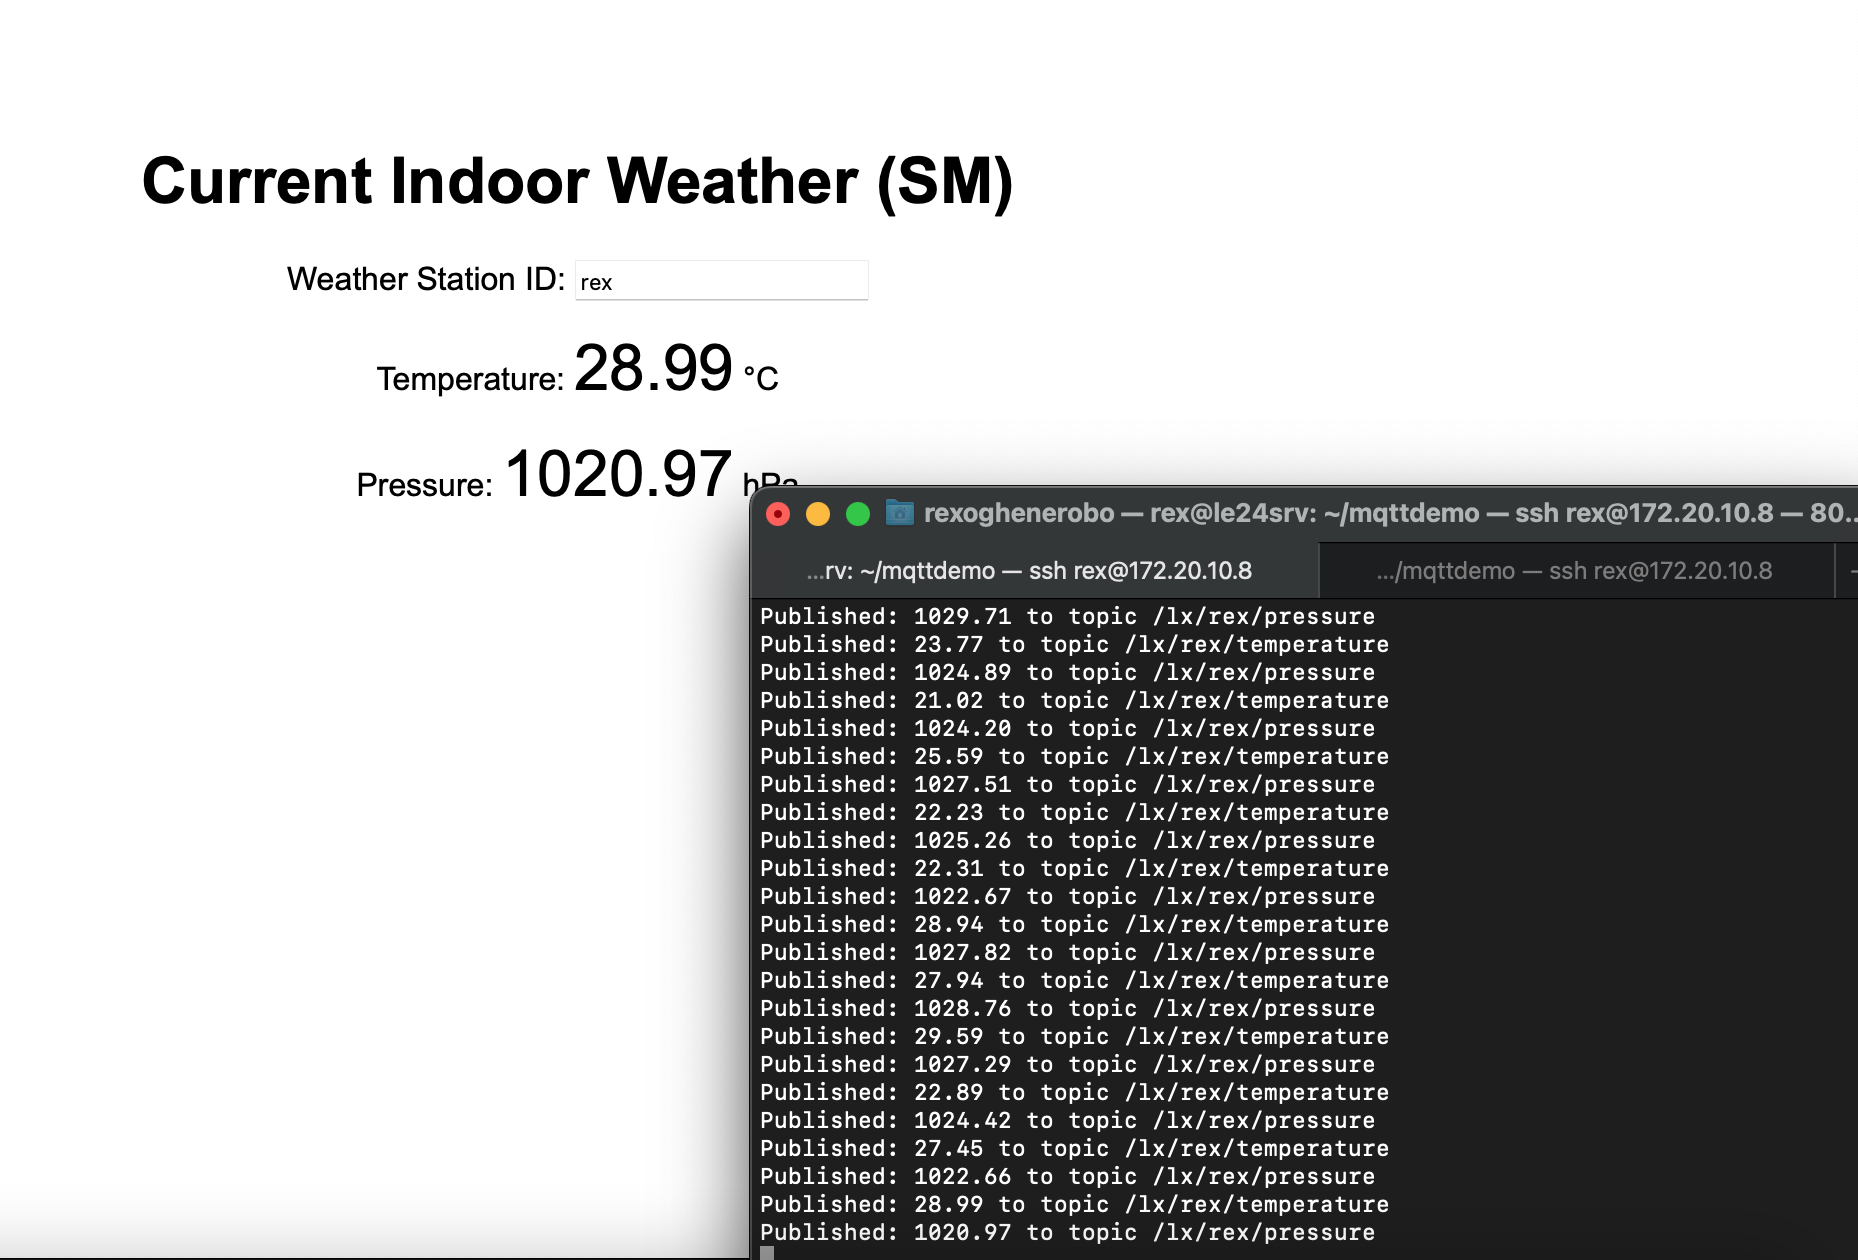 Current Indoor Weather (SM)
Weather Station ID: rex
Temperature: 28.99 °C
Pressure: 1020.97 hPa
rexoghenerobo — rex@le24srv: ~/mqttdemo — ssh rex@172.20.10.8 — 80…
...rv: ~/mqttdemo — ssh rex@172.20.10.8
.../mqttdemo — ssh rex@172.20.10.8
Published: 1029.71 to topic /lx/rex/pressure
Published: 23.77 to topic /lx/rex/temperature
Published: 1024.89 to topic /lx/rex/pressure
Published: 21.02 to topic /lx/rex/temperature
Published: 1024.20 to topic /lx/rex/pressure
Published: 25.59 to topic /lx/rex/temperature
Published: 1027.51 to topic /lx/rex/pressure
Published: 22.23 to topic /lx/rex/temperature
Published: 1025.26 to topic /lx/rex/pressure
Published: 22.31 to topic /lx/rex/temperature
Published: 1022.67 to topic /lx/rex/pressure
Published: 28.94 to topic /lx/rex/temperature
Published: 1027.82 to topic /lx/rex/pressure
Published: 27.94 to topic /lx/rex/temperature
Published: 1028.76 to topic /lx/rex/pressure
Published: 29.59 to topic /lx/rex/temperature
Published: 1027.29 to topic /lx/rex/pressure
Published: 22.89 to topic /lx/rex/temperature
Published: 1024.42 to topic /lx/rex/pressure
Published: 27.45 to topic /lx/rex/temperature
Published: 1022.66 to topic /lx/rex/pressure
Published: 28.99 to topic /lx/rex/temperature
Published: 1020.97 to topic /lx/rex/pressure